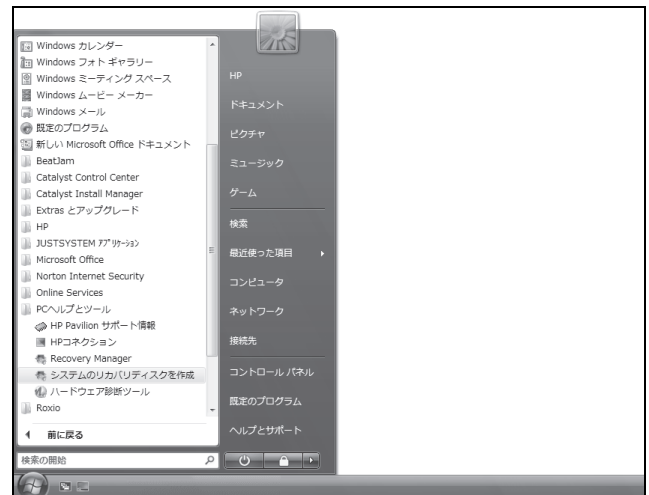 Windows カレンダー
Windows フォト ギャラリー
Windows ミーティング スペース
Windows ムービー メーカー
Windows メール
既定のプログラム
新しい Microsoft Office ドキュメント
BeatJam
Catalyst Control Center
Catalyst Install Manager
Extras とアップグレード
HP
JUSTSYSTEM ｱﾌﾟﾘｹｰｼｮﾝ
Microsoft Office
Norton Internet Security
Online Services
PCヘルプとツール
HP Pavilion サポート情報
HPコネクション
Recovery Manager
システムのリカバリディスクを作成
ハードウェア診断ツール
Roxio
前に戻る
検索の開始
HP
ドキュメント
ピクチャ
ミュージック
ゲーム
検索
最近使った項目
コンピュータ
ネットワーク
接続先
コントロール パネル
既定のプログラム
ヘルプとサポート